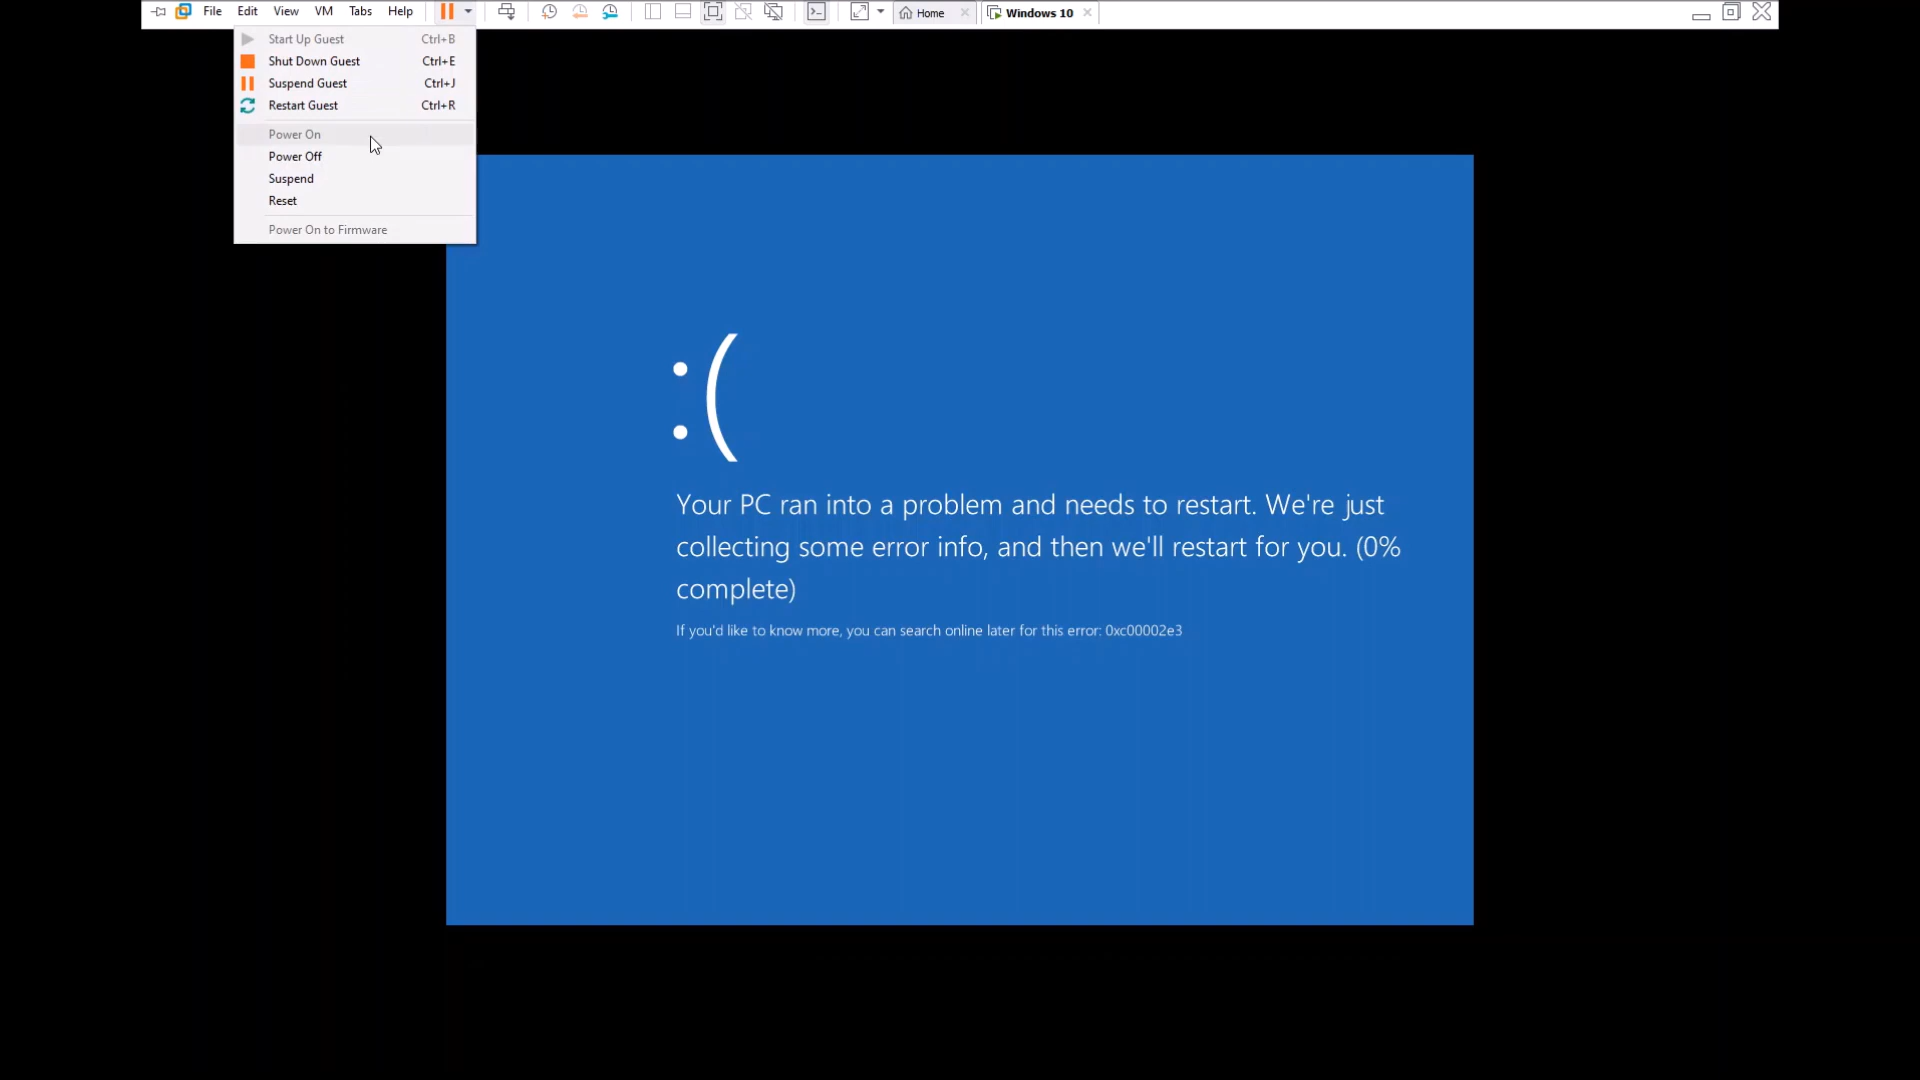 File Edit View VM Tabs Help Home Windows 10
Start Up Guest Ctrl+B
Shut Down Guest Ctrl+E
Suspend Guest Ctrl+J
Restart Guest Ctrl+R
Power On
Power Off
Suspend
Reset
Power On to Firmware
:(
Your PC ran into a problem and needs to restart. We're just
collecting some error info, and then we'll restart for you. (0%
complete)
If you'd like to know more, you can search online later for this error: 0xc00002e3